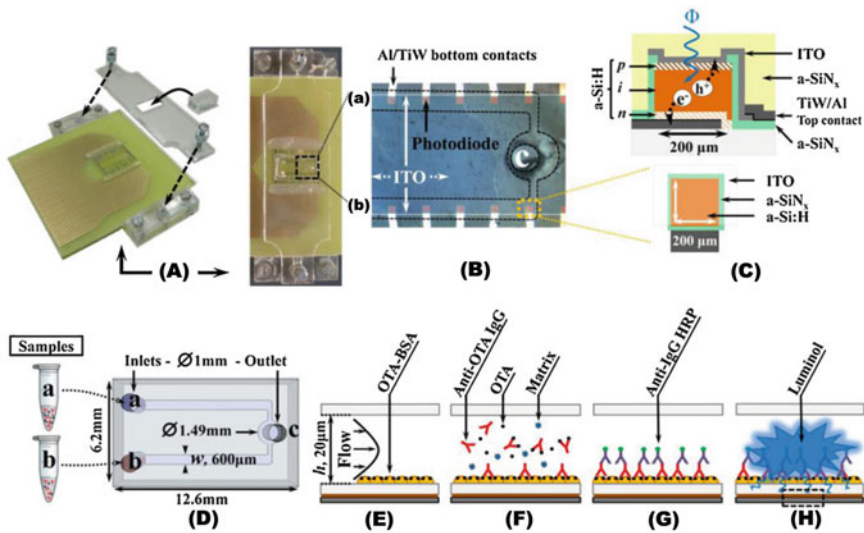 (A)
Al/TiW bottom contacts
(a)
Photodiode
C
ITO
(b)
(B)
Φ
ITO
a-SiNx
TiW/Al
Top contact
a-SiNx
a-Si:H
p
i
n
e-
h+
200 μm
ITO
a-SiNx
a-Si:H
200 μm
(C)
Samples
a
b
Inlets - Ø1mm - Outlet
a
c
Ø1.49mm
b
w, 600μm
6.2mm
12.6mm
(D)
OTA-BSA
h, 20μm
Flow
(E)
Anti-OTA IgG
OTA
Matrix
(F)
Anti-IgG HRP
(G)
Luminol
(H)